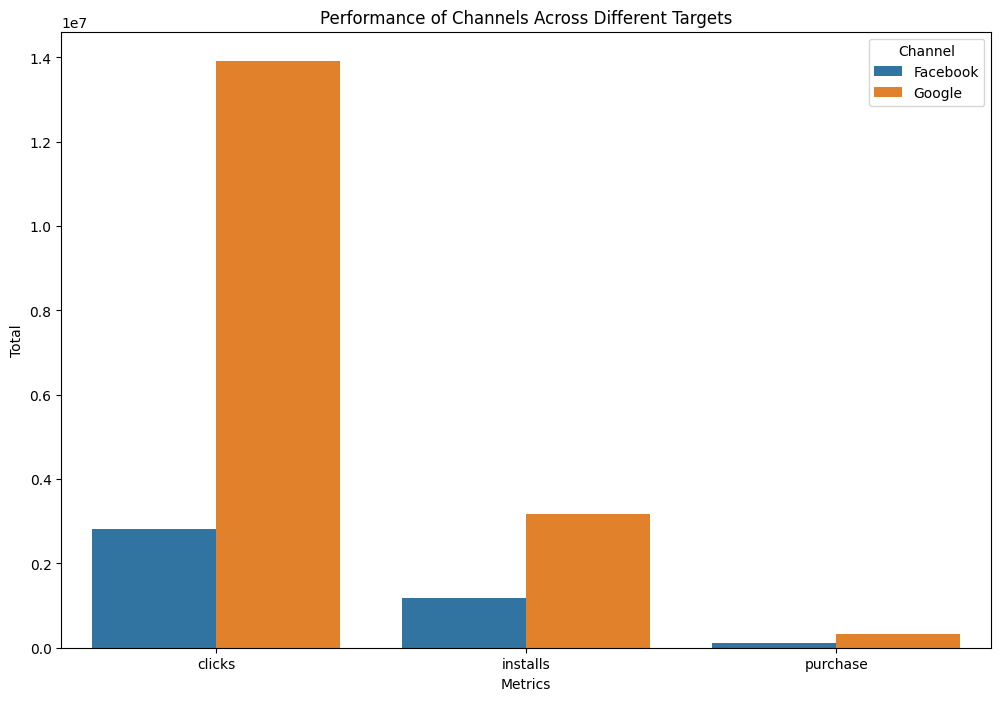 Performance of Channels Across Different Targets
1e7
Channel
Facebook
Google
1.4
1.2
1.0
0.8
0.6
0.4
0.2
0.0
Total
clicks
installs
purchase
Metrics